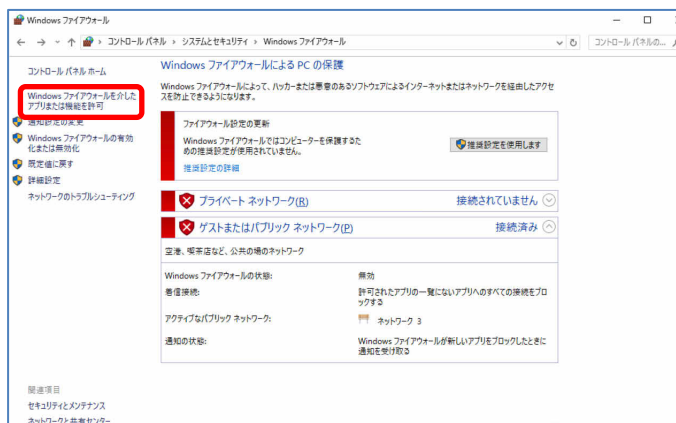 Windows ファイアウォール
コントロール パネル › システムとセキュリティ › Windows ファイアウォール
コントロール パネルの...
コントロール パネル ホーム
Windows ファイアウォールを介した
アプリまたは機能を許可
通知設定の変更
Windows ファイアウォールの有効
化または無効化
既定値に戻す
詳細設定
ネットワークのトラブルシューティング
Windows ファイアウォールによる PC の保護
Windows ファイアウォールによって、ハッカーまたは悪意のあるソフトウェアによるインターネットまたはネットワークを経由したアクセ
スを防止できるようになります。
ファイアウォール設定の更新
Windows ファイアウォールではコンピューターを保護するた
めの推奨設定が使用されていません。
推奨設定を使用します
推奨設定の詳細
プライベート ネットワーク(R)
接続されていません
ゲストまたはパブリック ネットワーク(P)
接続済み
空港、喫茶店など、公共の場のネットワーク
Windows ファイアウォールの状態:
無効
着信接続:
許可されたアプリの一覧にないアプリへのすべての接続をブロ
ックする
アクティブなパブリック ネットワーク:
ネットワーク 3
通知の状態:
Windows ファイアウォールが新しいアプリをブロックしたときに
通知を受け取る
関連項目
セキュリティとメンテナンス
ネットワークと共有センター